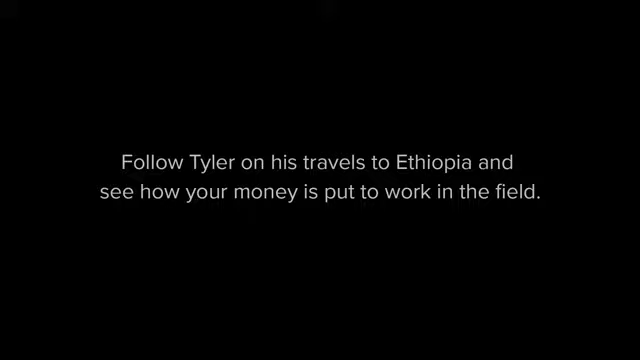 Follow Tyler on his travels to Ethiopia and
see how your money is put to work in the field.